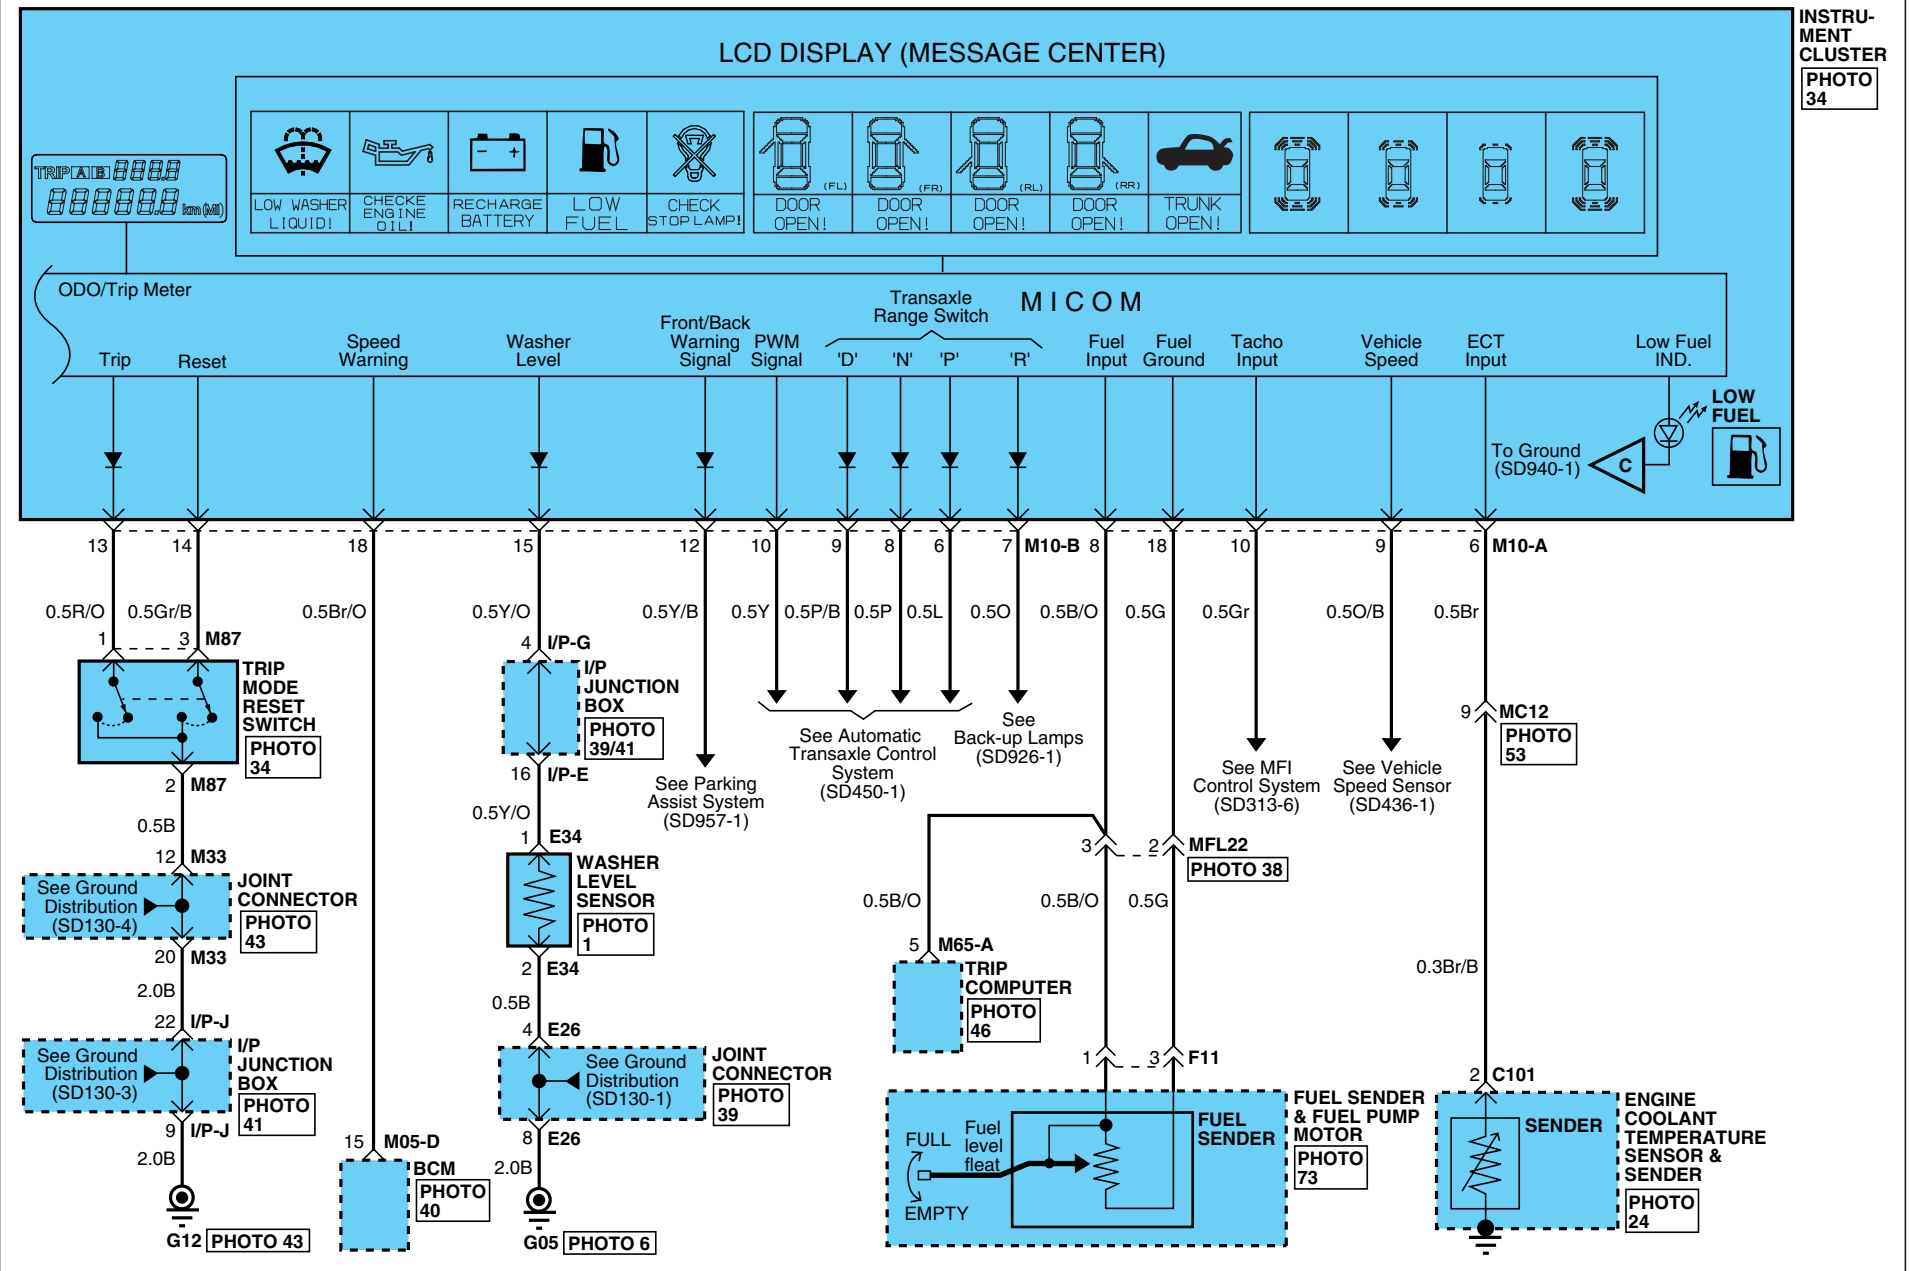 INSTRU-
MENT
CLUSTER
PHOTO
34
LCD DISPLAY (MESSAGE CENTER)
TRIP A B 888.8
888888.8 km(MI)
LOW WASHER
LIQUID!
CHECKE
ENGINE
OIL!
RECHARGE
BATTERY
LOW
FUEL
CHECK
STOPLAMP!
(FL)
DOOR
OPEN!
(FR)
DOOR
OPEN!
(RL)
DOOR
OPEN!
(RR)
DOOR
OPEN!
TRUNK
OPEN!
ODO/Trip Meter
MICOM
Trip
Reset
Speed
Warning
Washer
Level
Front/Back
Warning
Signal
PWM
Signal
Transaxle
Range Switch
'D'
'N'
'P'
'R'
Fuel
Input
Fuel
Ground
Tacho
Input
Vehicle
Speed
ECT
Input
Low Fuel
IND.
LOW
FUEL
To Ground
(SD940-1)
C
13
14
18
15
12
10
9
8
6
7
M10-B
8
18
10
9
6
M10-A
0.5R/O
0.5Gr/B
0.5Br/O
0.5Y/O
0.5Y/B
0.5Y
0.5P/B
0.5P
0.5L
0.5O
0.5B/O
0.5G
0.5Gr
0.5O/B
0.5Br
1
3
M87
TRIP
MODE
RESET
SWITCH
PHOTO
34
2
M87
0.5B
12
M33
See Ground
Distribution
(SD130-4)
JOINT
CONNECTOR
PHOTO
43
20
M33
2.0B
22
I/P-J
See Ground
Distribution
(SD130-3)
I/P
JUNCTION
BOX
PHOTO
41
9
I/P-J
2.0B
G12
PHOTO 43
15
M05-D
BCM
PHOTO
40
4
I/P-G
I/P
JUNCTION
BOX
PHOTO
39/41
16
I/P-E
0.5Y/O
1
E34
WASHER
LEVEL
SENSOR
PHOTO
1
2
E34
0.5B
4
E26
See Ground
Distribution
(SD130-1)
JOINT
CONNECTOR
PHOTO
39
8
E26
2.0B
G05
PHOTO 6
See Parking
Assist System
(SD957-1)
See Automatic
Transaxle Control
System
(SD450-1)
See
Back-up Lamps
(SD926-1)
See MFI
Control System
(SD313-6)
See Vehicle
Speed Sensor
(SD436-1)
9
MC12
PHOTO
53
3
2
MFL22
PHOTO 38
0.5B/O
0.5B/O
0.5G
5
M65-A
TRIP
COMPUTER
PHOTO
46
1
3
F11
FULL
EMPTY
Fuel
level
fleat
FUEL
SENDER
FUEL SENDER
& FUEL PUMP
MOTOR
PHOTO
73
0.3Br/B
2
C101
SENDER
ENGINE
COOLANT
TEMPERATURE
SENSOR &
SENDER
PHOTO
24